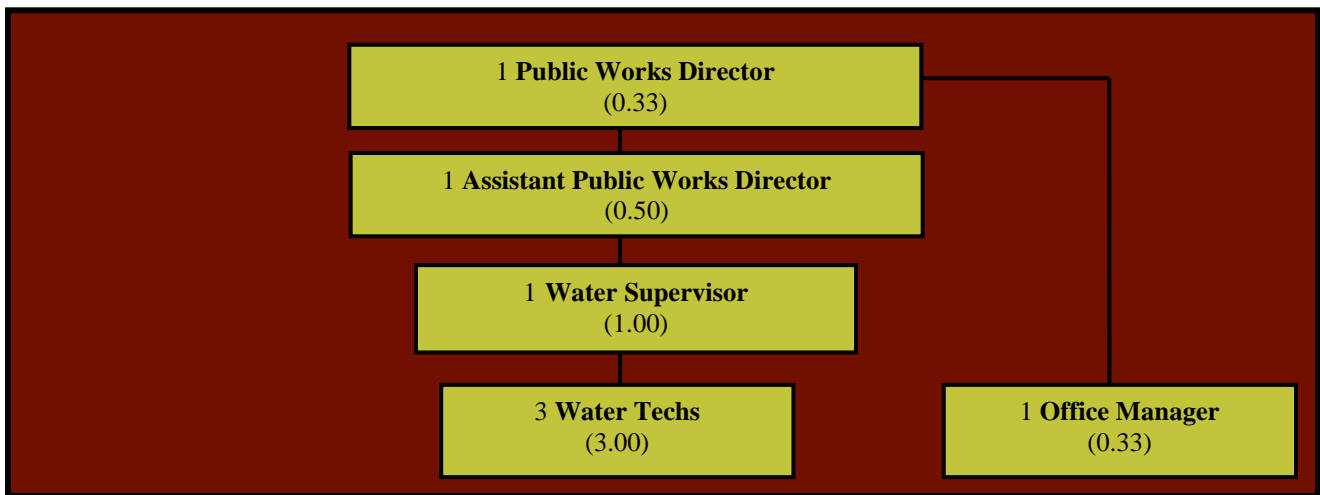 1 Public Works Director
(0.33)
1 Assistant Public Works Director
(0.50)
1 Water Supervisor
(1.00)
3 Water Techs
(3.00)
1 Office Manager
(0.33)